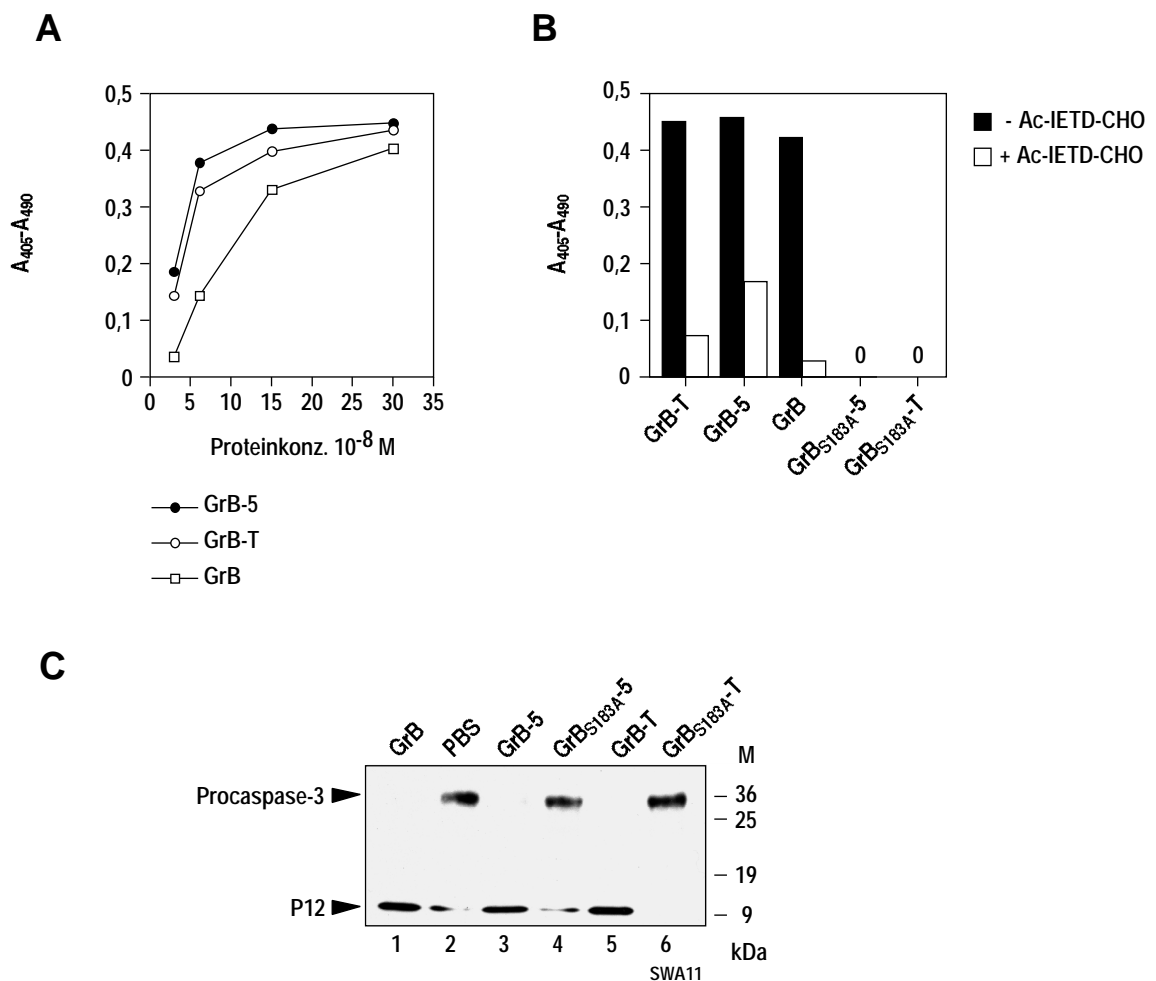 A
0,5
0,4
0,3
0,2
0,1
0
A405-A490
0 5 10 15 20 25 30 35
Proteinkonz. 10-8 M
GrB-5
GrB-T
GrB
B
0,5
0,4
0,3
0,2
0,1
0
A405-A490
0 0
GrB-T GrB-5 GrB GrBS183A-5 GrBS183A-T
- Ac-IETD-CHO
+ Ac-IETD-CHO
C
GrB PBS GrB-5 GrBS183A-5 GrB-T GrBS183A-T
M
Procaspase-3
36
25
19
P12
9
1 2 3 4 5 6
kDa
SWA11